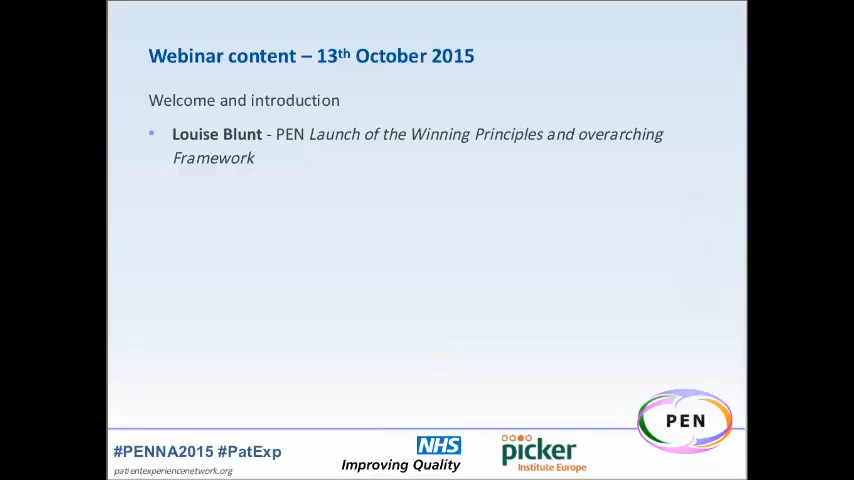 Webinar content – 13th October 2015
Welcome and introduction
• Louise Blunt - PEN Launch of the Winning Principles and overarching
Framework
PEN
#PENNA2015 #PatExp
patientexperiencenetwork.org
NHS
Improving Quality
picker
Institute Europe